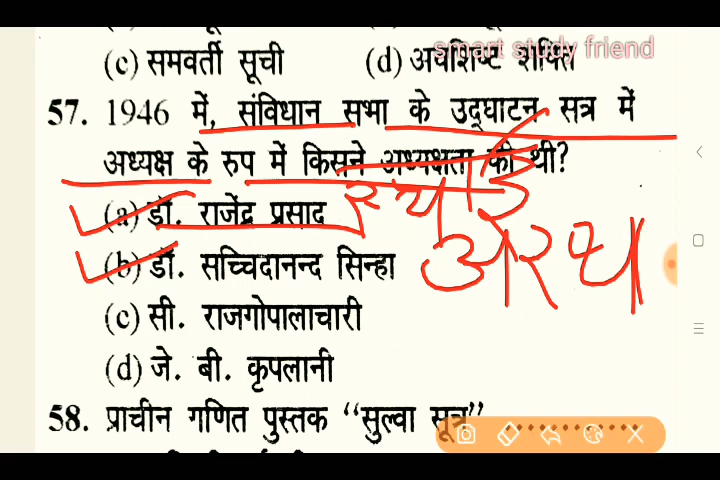 (c) समवर्ती सूची (d) अवशिष्ट शक्ति
smart study friend
57. 1946 में, संविधान सभा के उद्घाटन सत्र में
अध्यक्ष के रुप में किसने अध्यक्षता की थी?
(a) डॉ. राजेंद्र प्रसाद
(b) डॉ. सच्चिदानन्द सिन्हा
(c) सी. राजगोपालाचारी
(d) जे. बी. कृपलानी
58. प्राचीन गणित पुस्तक “सुल्वा सूत्र”